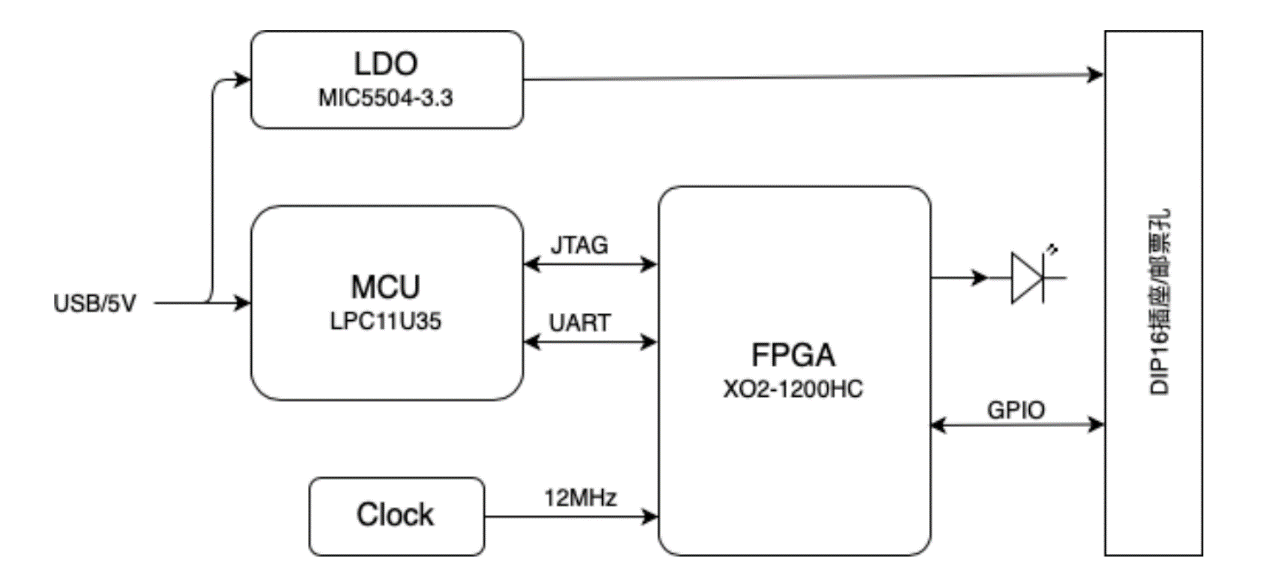 LDO
MIC5504-3.3
JTAG
MCU
LPC11U35
USB/5V
UART
FPGA
XO2-1200HC
GPIO
DIP16插座/邮票孔
12MHz
Clock